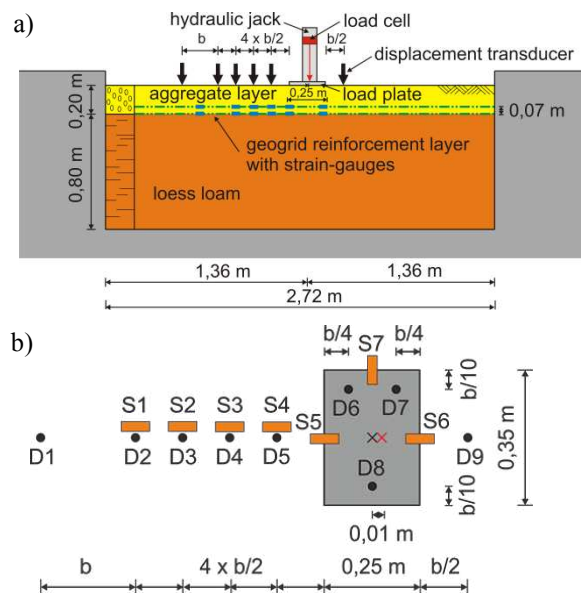 a)
hydraulic jack
load cell
b
4 x b/2
b/2
displacement transducer
aggregate layer
0,25 m
load plate
0,20 m
0,07 m
geogrid reinforcement layer
with strain-gauges
0,80 m
loess loam
1,36 m
1,36 m
2,72 m
b)
b/4
b/4
S7
b/10
D6
D7
S1
S2
S3
S4
S5
S6
D1
D2
D3
D4
D5
D8
D9
0,35 m
b/10
0,01 m
b
4 x b/2
0,25 m
b/2